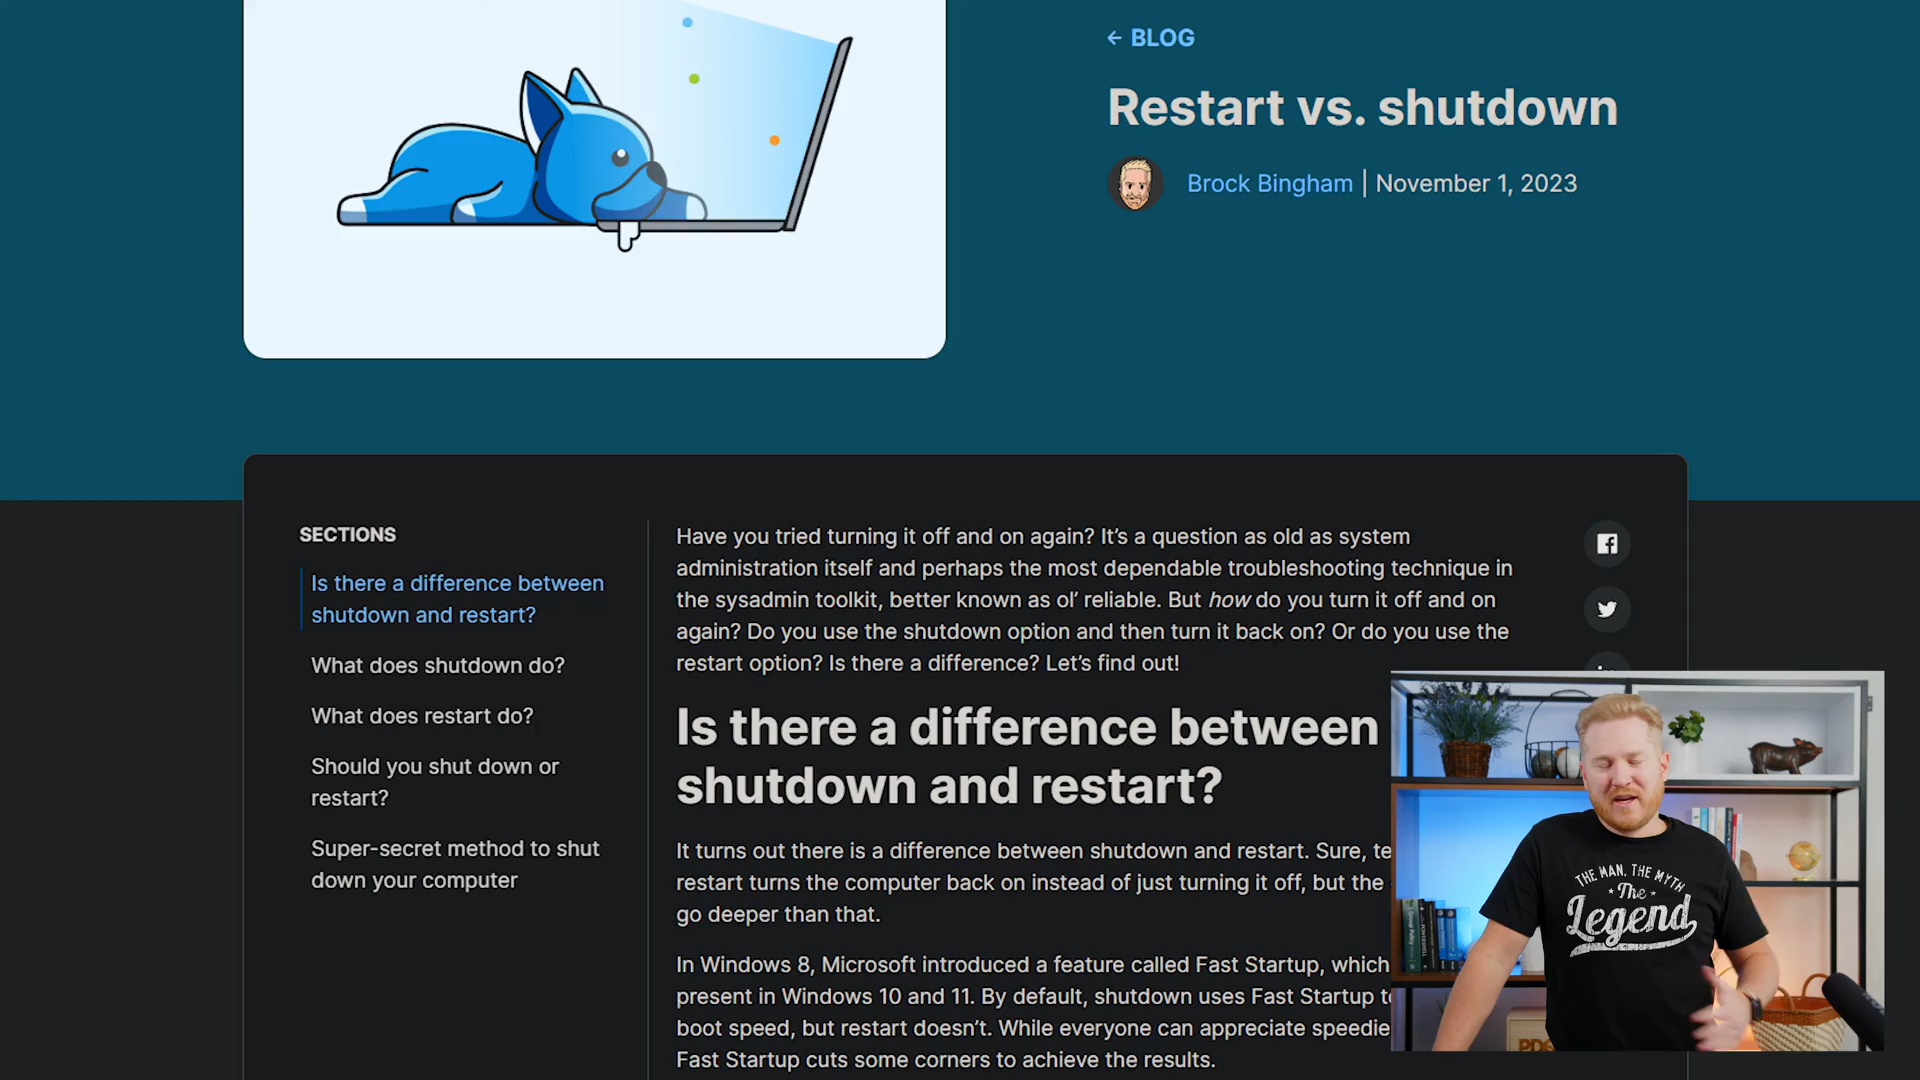 ← BLOG
Restart vs. shutdown
Brock Bingham | November 1, 2023
SECTIONS
Is there a difference between
shutdown and restart?
What does shutdown do?
What does restart do?
Should you shut down or
restart?
Super-secret method to shut
down your computer
Have you tried turning it off and on again? It’s a question as old as system
administration itself and perhaps the most dependable troubleshooting technique in
the sysadmin toolkit, better known as ol’ reliable. But how do you turn it off and on
again? Do you use the shutdown option and then turn it back on? Or do you use the
restart option? Is there a difference? Let’s find out!
Is there a difference between
shutdown and restart?
It turns out there is a difference between shutdown and restart. Sure, te
restart turns the computer back on instead of just turning it off, but the
go deeper than that.
In Windows 8, Microsoft introduced a feature called Fast Startup, which
present in Windows 10 and 11. By default, shutdown uses Fast Startup
boot speed, but restart doesn’t. While everyone can appreciate speedie
Fast Startup cuts some corners to achieve the results.
THE MAN, THE MYTH
The
Legend